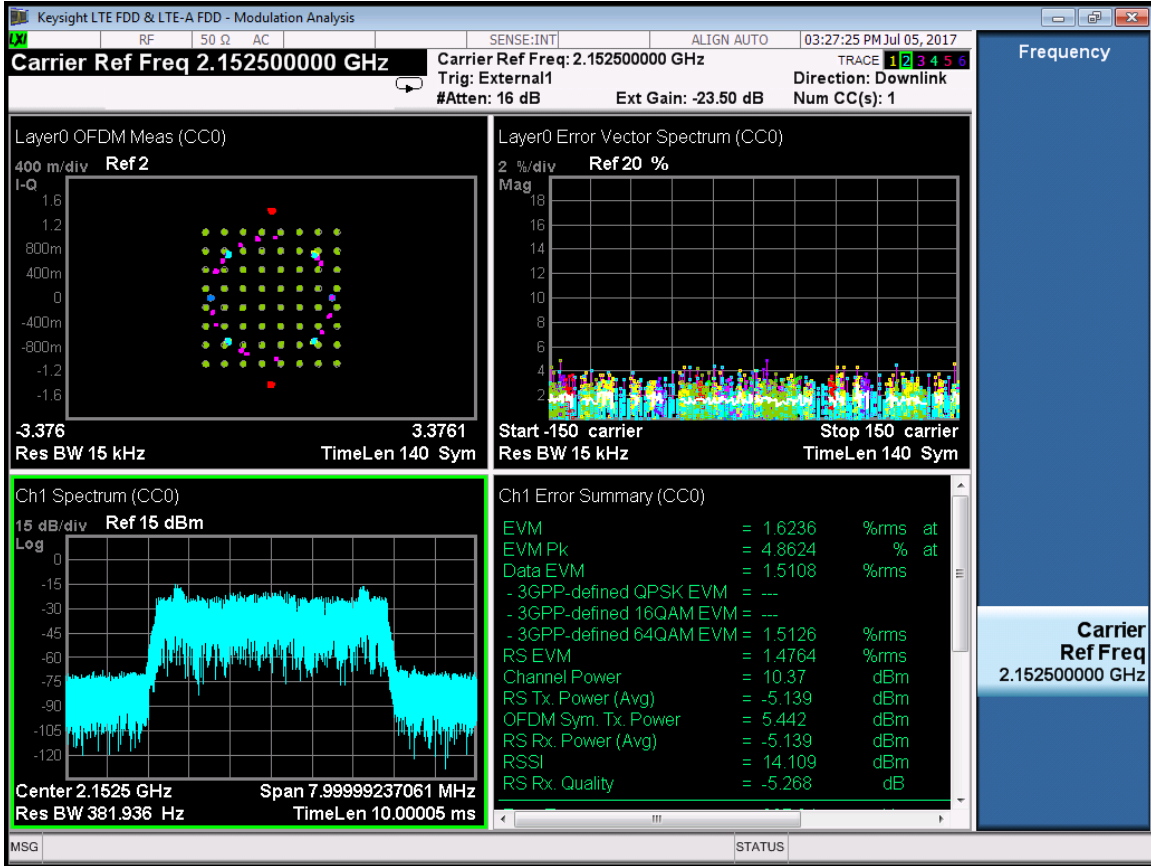 Keysight LTE FDD & LTE-A FDD - Modulation Analysis
LXI RF 50 Ω AC SENSE:INT ALIGN AUTO 03:27:25 PM Jul 05, 2017
Carrier Ref Freq 2.152500000 GHz
Carrier Ref Freq: 2.152500000 GHz
Trig: External1
#Atten: 16 dB Ext Gain: -23.50 dB
TRACE 1 2 3 4 5 6
Direction: Downlink
Num CC(s): 1
Frequency
Layer0 OFDM Meas (CC0)
400 m/div Ref 2
I-Q
1.6
1.2
800m
400m
0
-400m
-800m
-1.2
-1.6
-3.376 3.3761
Res BW 15 kHz TimeLen 140 Sym
Layer0 Error Vector Spectrum (CC0)
2 %/div Ref 20 %
Mag
18
16
14
12
10
8
6
4
2
Start -150 carrier Stop 150 carrier
Res BW 15 kHz TimeLen 140 Sym
Ch1 Spectrum (CC0)
15 dB/div Ref 15 dBm
Log
0
-15
-30
-45
-60
-75
-90
-105
-120
Center 2.1525 GHz Span 7.99999237061 MHz
Res BW 381.936 Hz TimeLen 10.00005 ms
Ch1 Error Summary (CC0)
EVM = 1.6236 %rms at
EVM Pk = 4.8624 % at
Data EVM = 1.5108 %rms
- 3GPP-defined QPSK EVM = ---
- 3GPP-defined 16QAM EVM = ---
- 3GPP-defined 64QAM EVM = 1.5126 %rms
RS EVM = 1.4764 %rms
Channel Power = 10.37 dBm
RS Tx. Power (Avg) = -5.139 dBm
OFDM Sym. Tx. Power = 5.442 dBm
RS Rx. Power (Avg) = -5.139 dBm
RSSI = 14.109 dBm
RS Rx. Quality = -5.268 dB
Carrier
Ref Freq
2.152500000 GHz
MSG STATUS